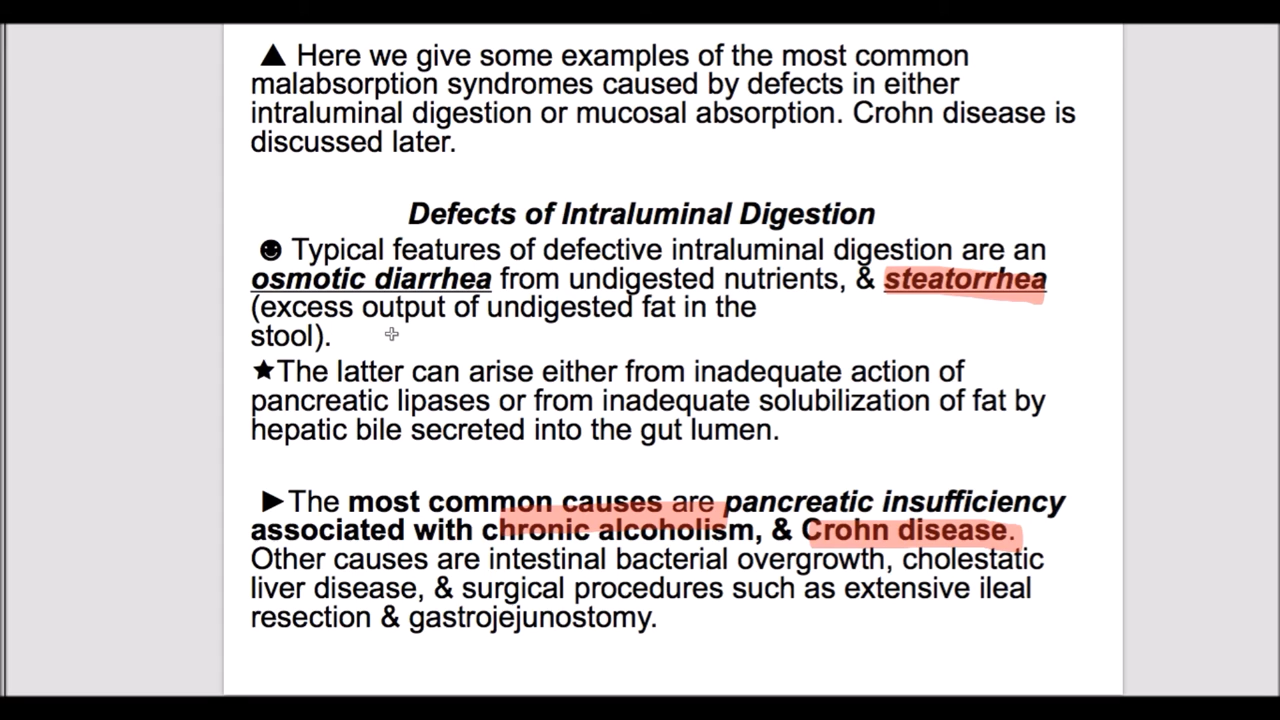 ▲ Here we give some examples of the most common
malabsorption syndromes caused by defects in either
intraluminal digestion or mucosal absorption. Crohn disease is
discussed later.
Defects of Intraluminal Digestion
☻ Typical features of defective intraluminal digestion are an
osmotic diarrhea from undigested nutrients, & steatorrhea
(excess output of undigested fat in the
stool).
★The latter can arise either from inadequate action of
pancreatic lipases or from inadequate solubilization of fat by
hepatic bile secreted into the gut lumen.
►The most common causes are pancreatic insufficiency
associated with chronic alcoholism, & Crohn disease.
Other causes are intestinal bacterial overgrowth, cholestatic
liver disease, & surgical procedures such as extensive ileal
resection & gastrojejunostomy.